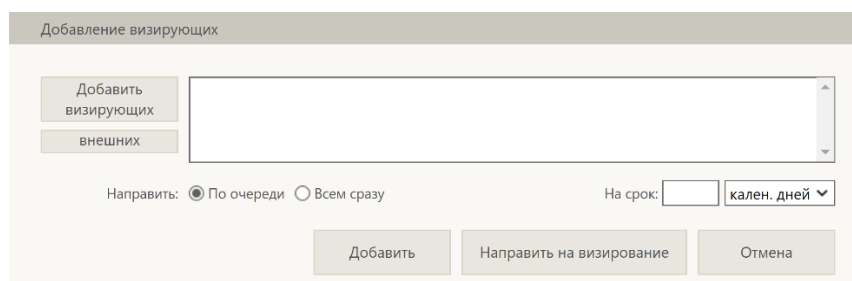 Добавление визирующих
Добавить
визирующих
внешних
Направить: По очереди Всем сразу На срок: кален. дней
Добавить Направить на визирование Отмена